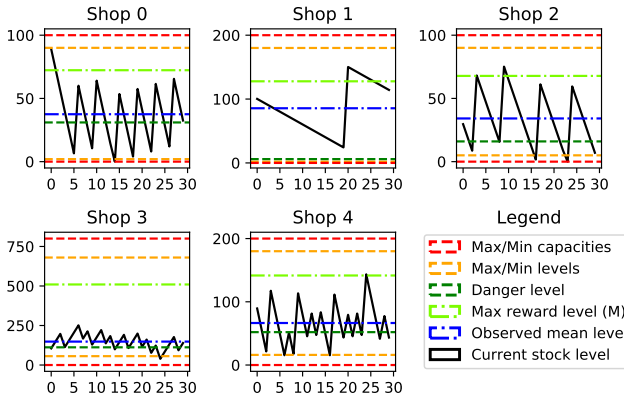 Shop 0
100
50
0
0 5 10 15 20 25 30
Shop 1
200
100
0
0 5 10 15 20 25 30
Shop 2
100
50
0
0 5 10 15 20 25 30
Shop 3
750
500
250
0
0 5 10 15 20 25 30
Shop 4
200
150
100
50
0
0 5 10 15 20 25 30
Legend
Max/Min capacities
Max/Min levels
Danger level
Max reward level (M)
Observed mean level
Current stock level